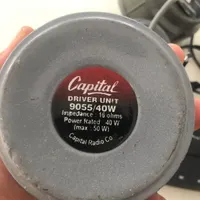 Capital
DRIVER UNIT
9055/40W
Impedance : 16 ohms
Power Rated : 40 W
(max : 50 W)
Capital Radio Co.